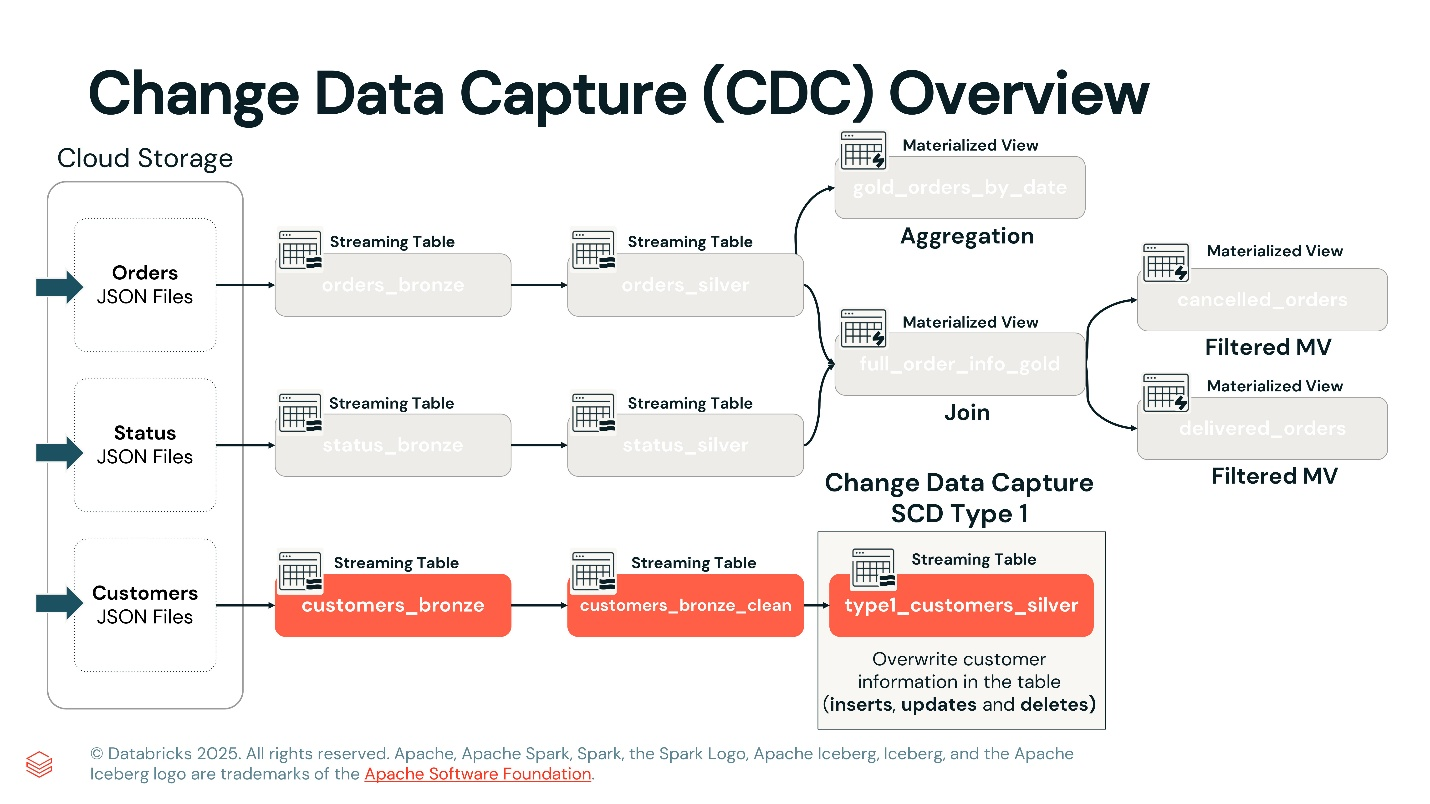 Change Data Capture (CDC) Overview
Cloud Storage
Orders
JSON Files
Status
JSON Files
Customers
JSON Files
Streaming Table
orders_bronze
Streaming Table
orders_silver
Materialized View
gold_orders_by_date
Aggregation
Streaming Table
status_bronze
Streaming Table
status_silver
Materialized View
full_order_info_gold
Join
Materialized View
cancelled_orders
Filtered MV
Materialized View
delivered_orders
Filtered MV
Streaming Table
customers_bronze
Streaming Table
customers_bronze_clean
Change Data Capture
SCD Type 1
Streaming Table
type1_customers_silver
Overwrite customer
information in the table
(inserts, updates and deletes)
© Databricks 2025. All rights reserved. Apache, Apache Spark, Spark, the Spark Logo, Apache Iceberg, Iceberg, and the Apache
Iceberg logo are trademarks of the Apache Software Foundation.